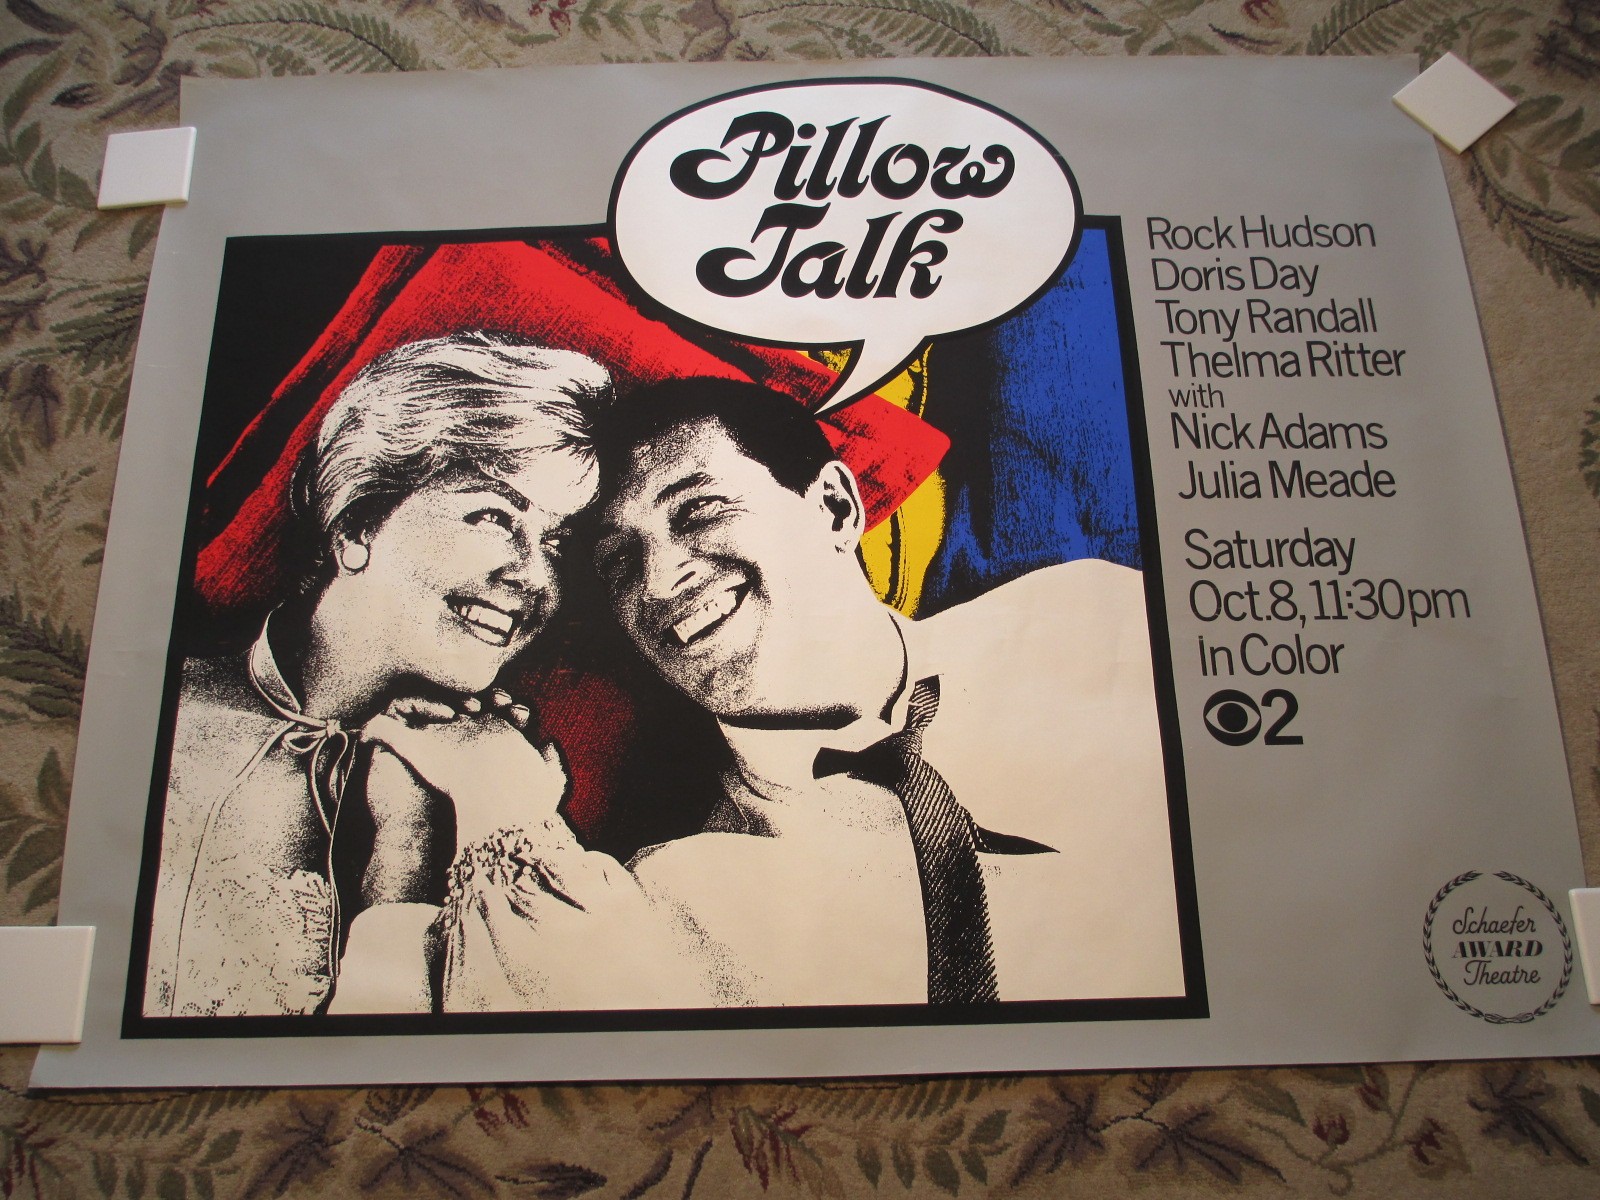 Pillow
Talk
Rock Hudson
Doris Day
Tony Randall
Thelma Ritter
with
Nick Adams
Julia Meade
Saturday
Oct.8, 11:30pm
in Color
2
Schaefer
AWARD
Theatre